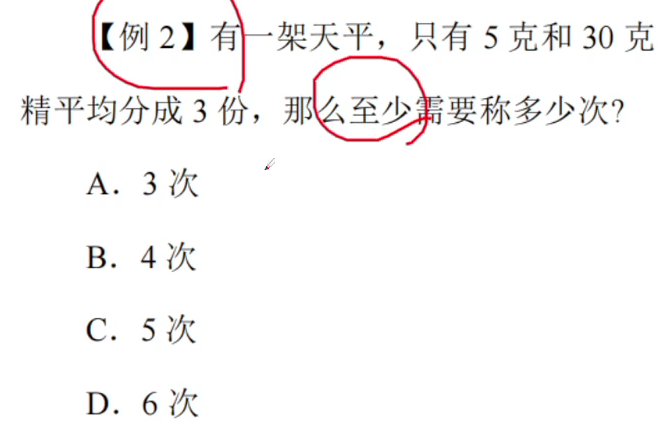 【例 2】有一架天平，只有 5 克和 30 克
精平均分成 3 份，那么至少需要称多少次？
A．3 次
B．4 次
C．5 次
D．6 次